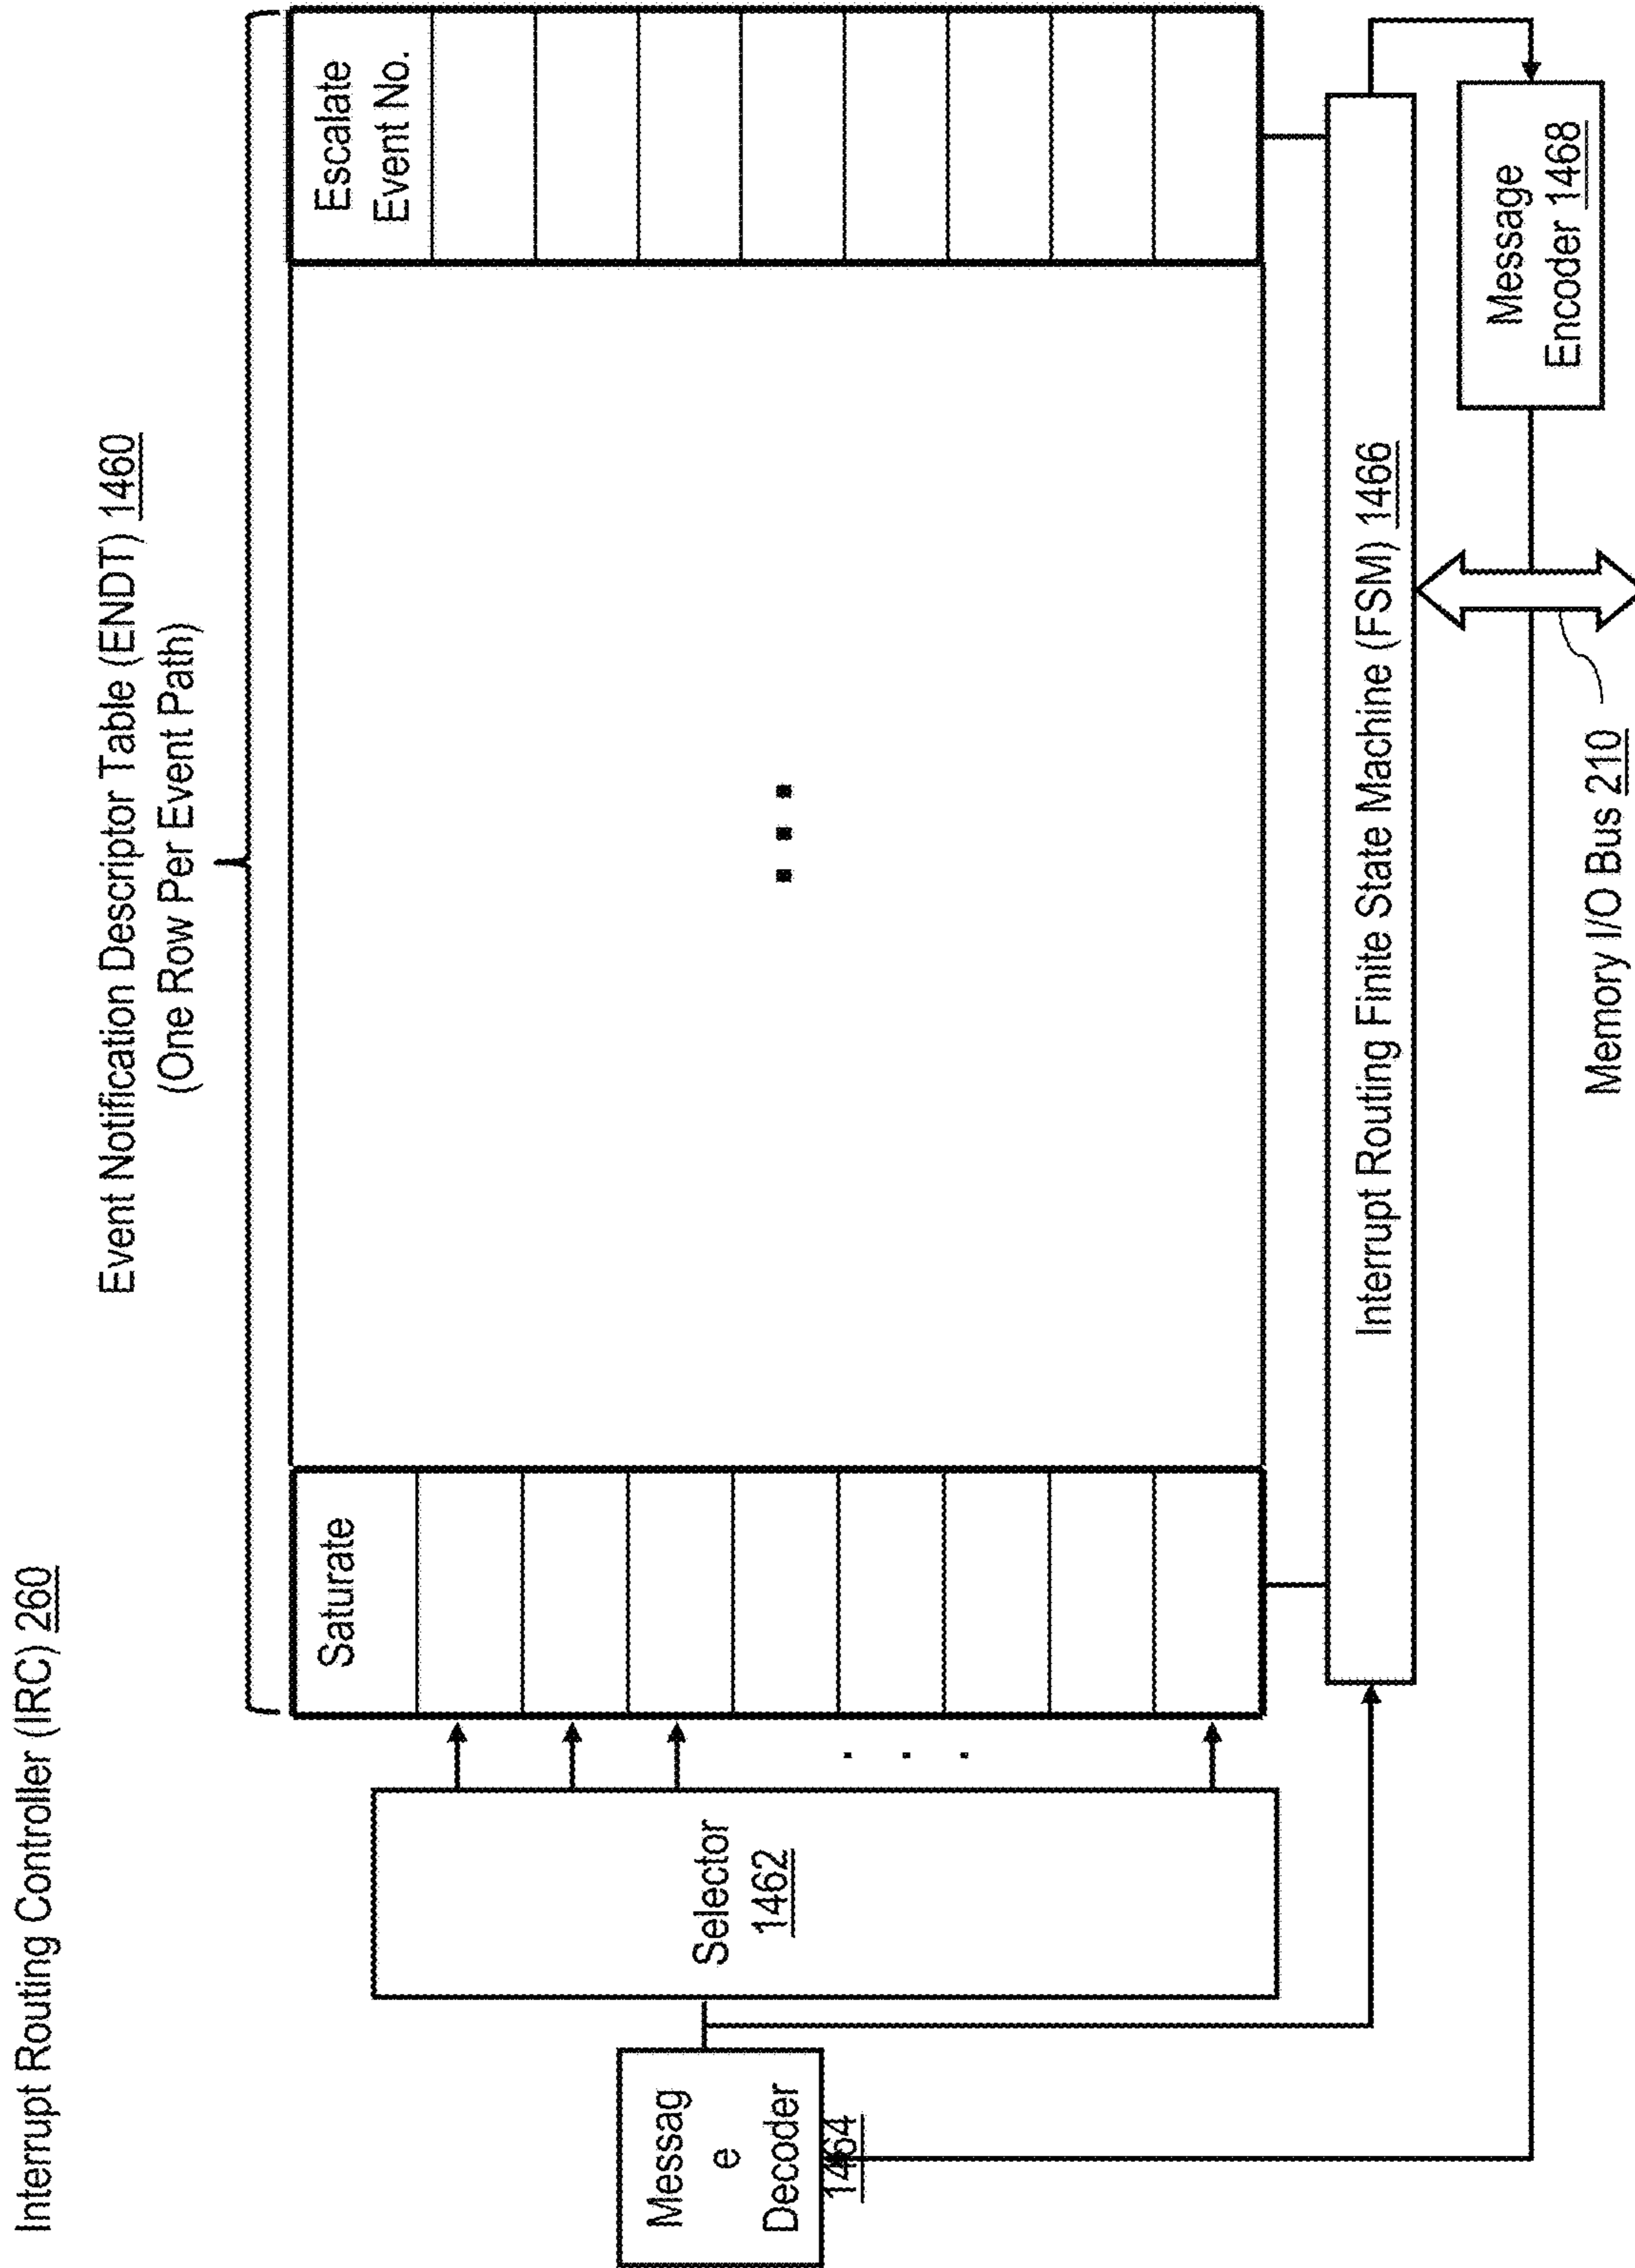 Interrupt Routing Controller (IRC) 260
Event Notification Descriptor Table (ENDT) 1460
(One Row Per Event Path)
Saturate
Escalate
Event No.
Selector
1462
Messag
e
Decoder
1464
Interrupt Routing Finite State Machine (FSM) 1466
Message
Encoder 1468
Memory I/O Bus 210